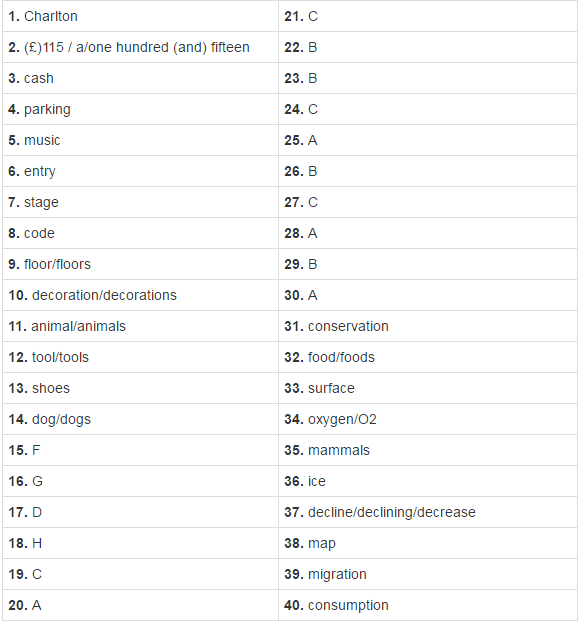 1. Charlton
2. (£)115 / a/one hundred (and) fifteen
3. cash
4. parking
5. music
6. entry
7. stage
8. code
9. floor/floors
10. decoration/decorations
11. animal/animals
12. tool/tools
13. shoes
14. dog/dogs
15. F
16. G
17. D
18. H
19. C
20. A
21. C
22. B
23. B
24. C
25. A
26. B
27. C
28. A
29. B
30. A
31. conservation
32. food/foods
33. surface
34. oxygen/O2
35. mammals
36. ice
37. decline/declining/decrease
38. map
39. migration
40. consumption